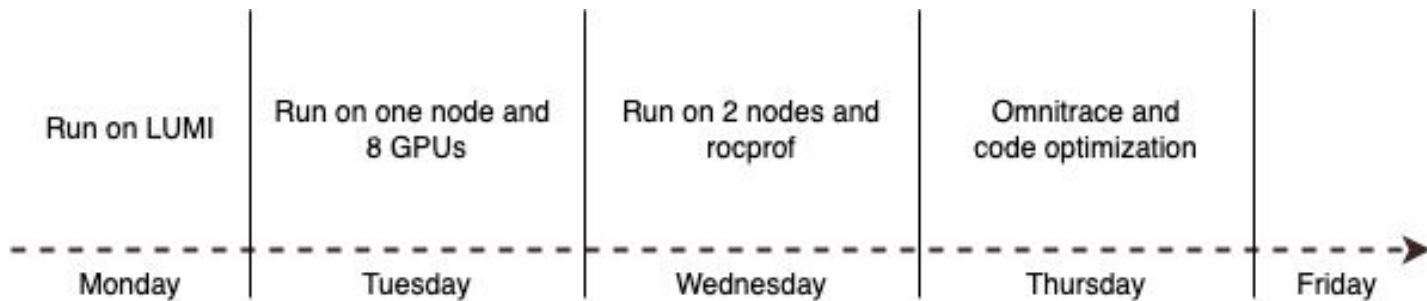 Run on LUMI
Run on one node and
8 GPUs
Run on 2 nodes and
rocprof
Omnitrace and
code optimization
Monday
Tuesday
Wednesday
Thursday
Friday